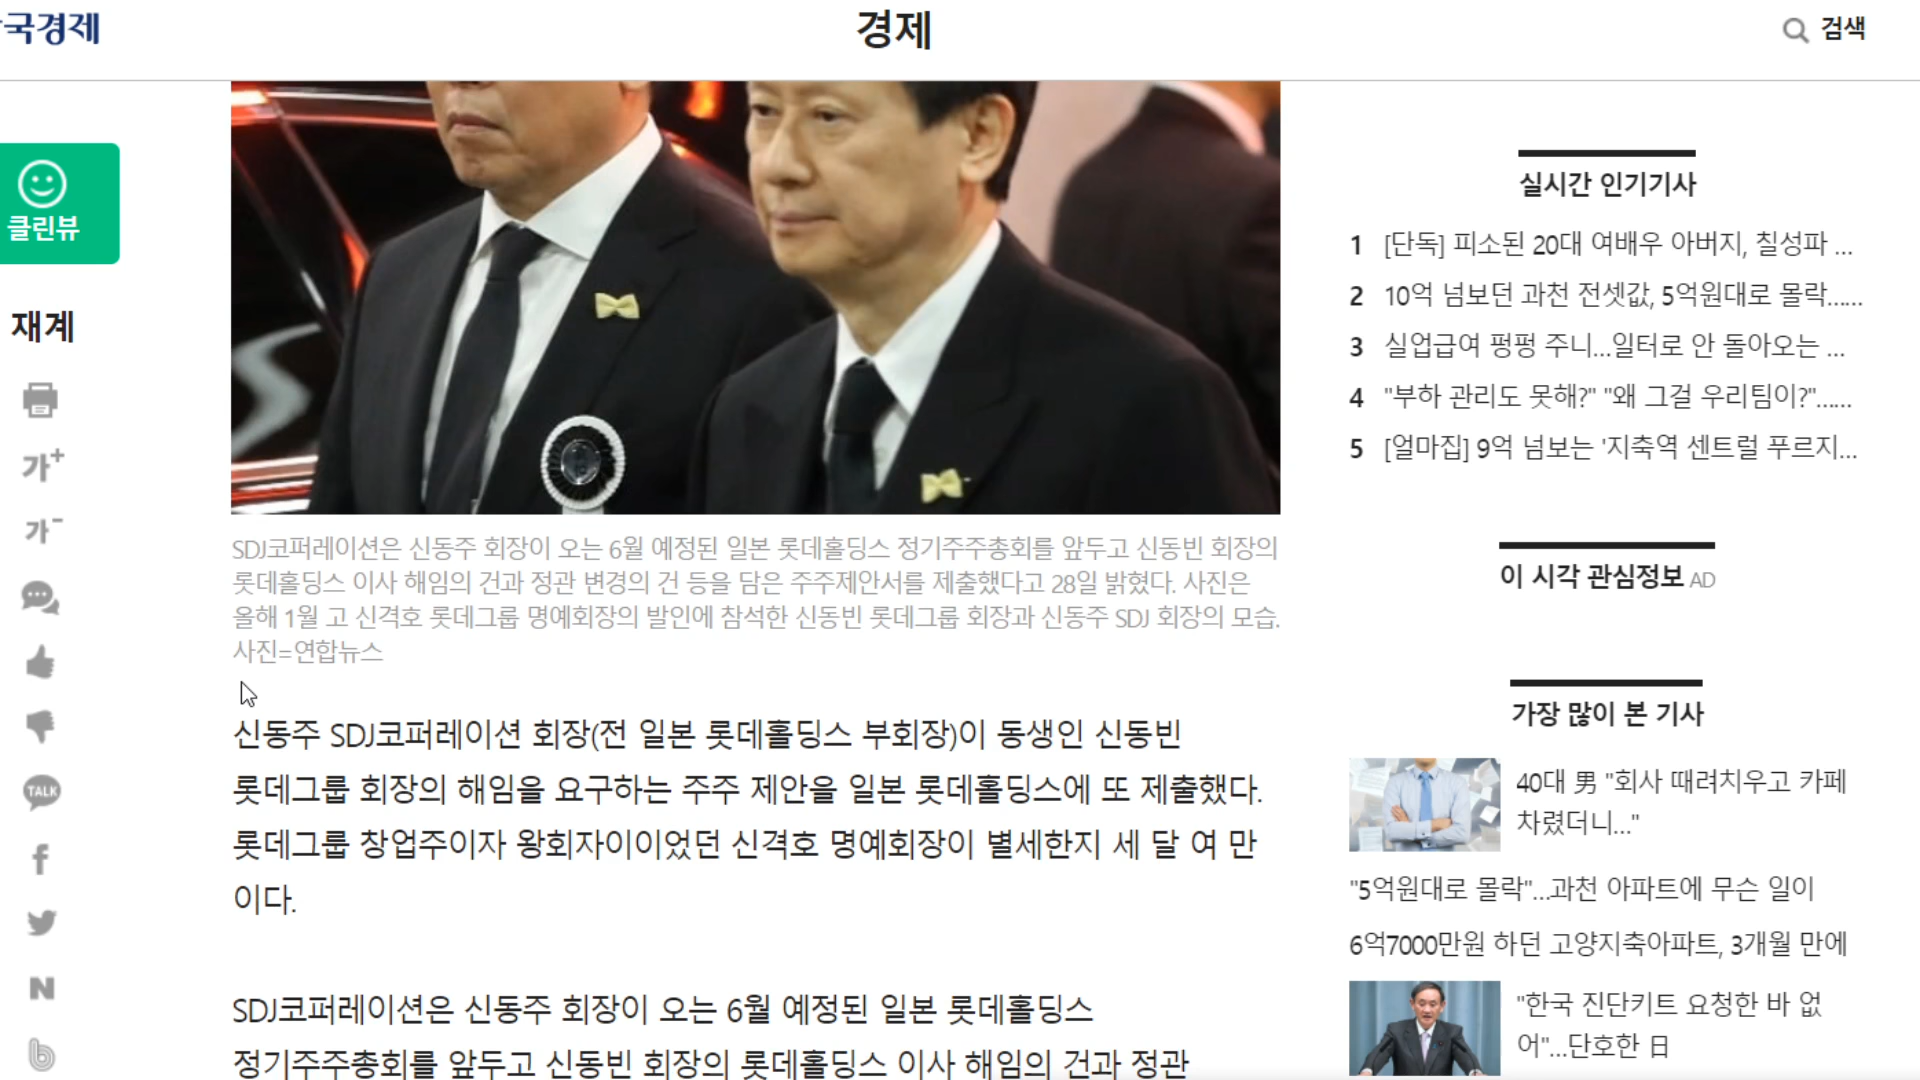 국경제
경제
검색
클린뷰
재계
가+
가-
TALK
SDJ코퍼레이션은 신동주 회장이 오는 6월 예정된 일본 롯데홀딩스 정기주주총회를 앞두고 신동빈 회장의
롯데홀딩스 이사 해임의 건과 정관 변경의 건 등을 담은 주주제안서를 제출했다고 28일 밝혔다. 사진은
올해 1월 고 신격호 롯데그룹 명예회장의 발인에 참석한 신동빈 롯데그룹 회장과 신동주 SDJ 회장의 모습.
사진=연합뉴스
신동주 SDJ코퍼레이션 회장(전 일본 롯데홀딩스 부회장)이 동생인 신동빈
롯데그룹 회장의 해임을 요구하는 주주 제안을 일본 롯데홀딩스에 또 제출했다.
롯데그룹 창업주이자 왕회자이이었던 신격호 명예회장이 별세한지 세 달 여 만
이다.
SDJ코퍼레이션은 신동주 회장이 오는 6월 예정된 일본 롯데홀딩스
정기주주총회를 앞두고 신동빈 회장의 롯데홀딩스 이사 해임의 건과 정관
실시간 인기기사
1 [단독] 피소된 20대 여배우 아버지, 칠성파 ...
2 10억 넘보던 과천 전셋값, 5억원대로 몰락......
3 실업급여 펑펑 주니...일터로 안 돌아오는 ...
4 "부하 관리도 못해?" "왜 그걸 우리팀이?"......
5 [얼마집] 9억 넘보는 '지축역 센트럴 푸르지...
이 시각 관심정보 AD
가장 많이 본 기사
40대 男 "회사 때려치우고 카페
차렸더니..."
"5억원대로 몰락"...과천 아파트에 무슨 일이
6억7000만원 하던 고양지축아파트, 3개월 만에
"한국 진단키트 요청한 바 없
어"...단호한 日